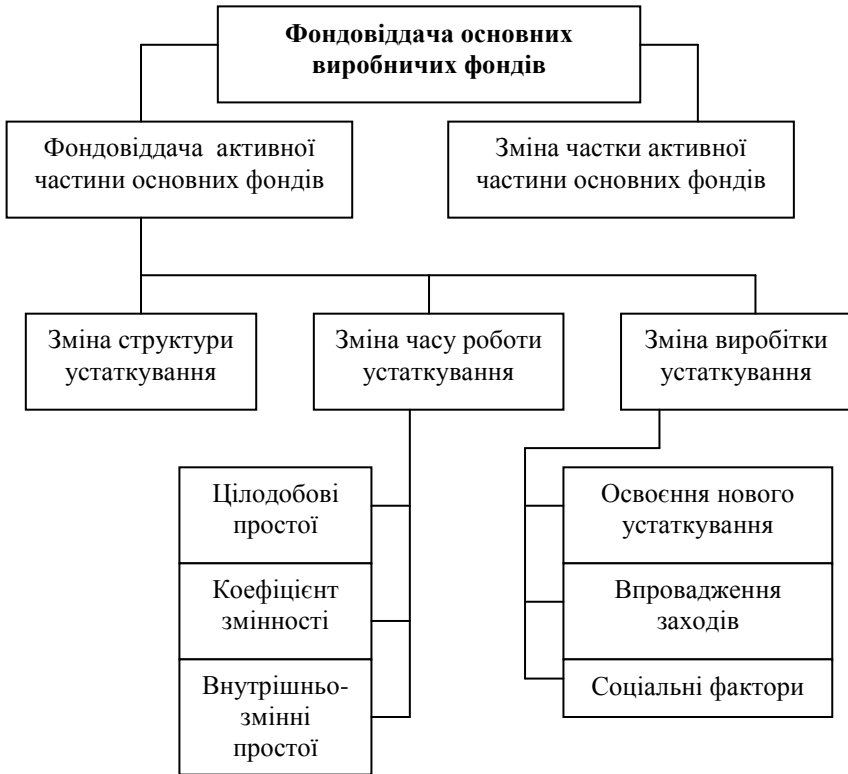 Фондовіддача основних
виробничих фондів
Фондовіддача активної
частини основних фондів
Зміна частки активної
частини основних фондів
Зміна структури
устаткування
Зміна часу роботи
устаткування
Зміна виробітки
устаткування
Цілодобові
простої
Коефіцієнт
змінності
Внутрішньо-
змінні
простої
Освоєння нового
устаткування
Впровадження
заходів
Соціальні фактори